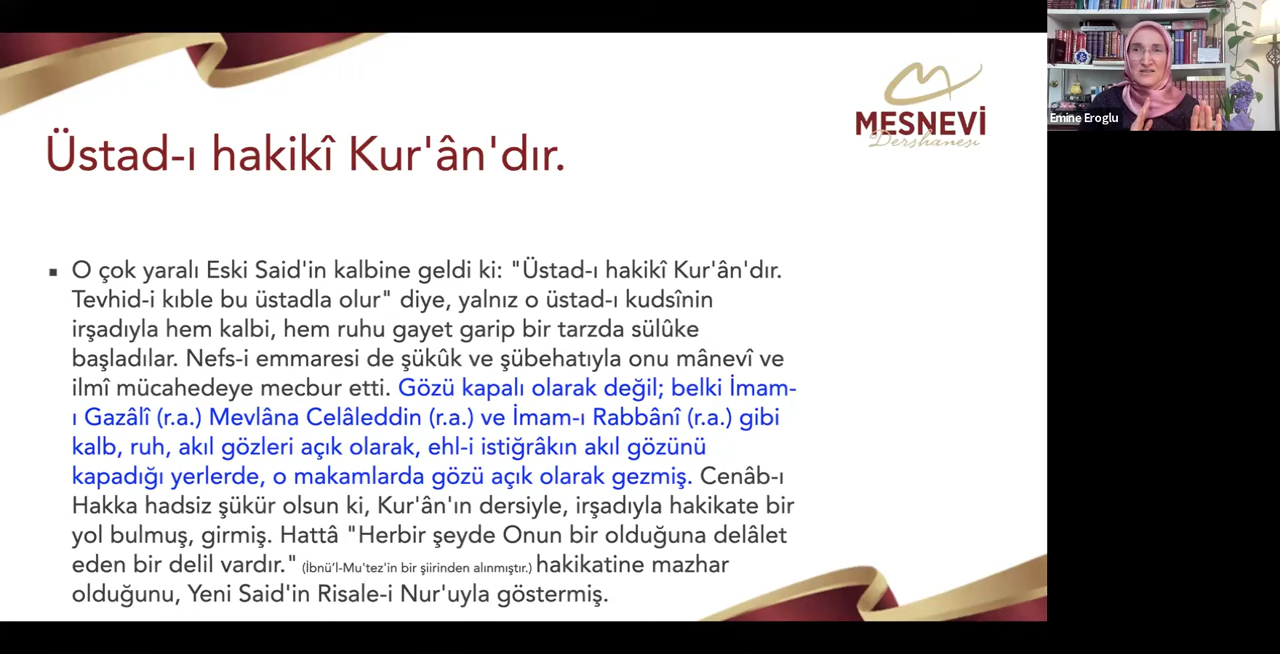 Üstad-ı hakikî Kur'ân'dır.
MESNEVİ
Dershanesi
Emine Eroglu
▪ O çok yaralı Eski Said'in kalbine geldi ki: "Üstad-ı hakikî Kur'ân'dır.
Tevhid-i kıble bu üstadla olur" diye, yalnız o üstad-ı kudsînin
irşadıyla hem kalbi, hem ruhu gayet garip bir tarzda sülûke
başladılar. Nefs-i emmaresi de şükûk ve şübehatıyla onu mânevî ve
ilmî mücahedeye mecbur etti. Gözü kapalı olarak değil; belki İmam-
ı Gazâlî (r.a.) Mevlâna Celâleddin (r.a.) ve İmam-ı Rabbânî (r.a.) gibi
kalb, ruh, akıl gözleri açık olarak, ehl-i istiğrâkın akıl gözünü
kapadığı yerlerde, o makamlarda gözü açık olarak gezmiş. Cenâb-ı
Hakka hadsiz şükür olsun ki, Kur'ân'ın dersiyle, irşadıyla hakikate bir
yol bulmuş, girmiş. Hattâ "Herbir şeyde Onun bir olduğuna delâlet
eden bir delil vardır." (İbnü'l-Mu'tez'in bir şiirinden alınmıştır.) hakikatine mazhar
olduğunu, Yeni Said'in Risale-i Nur'uyla göstermiş.